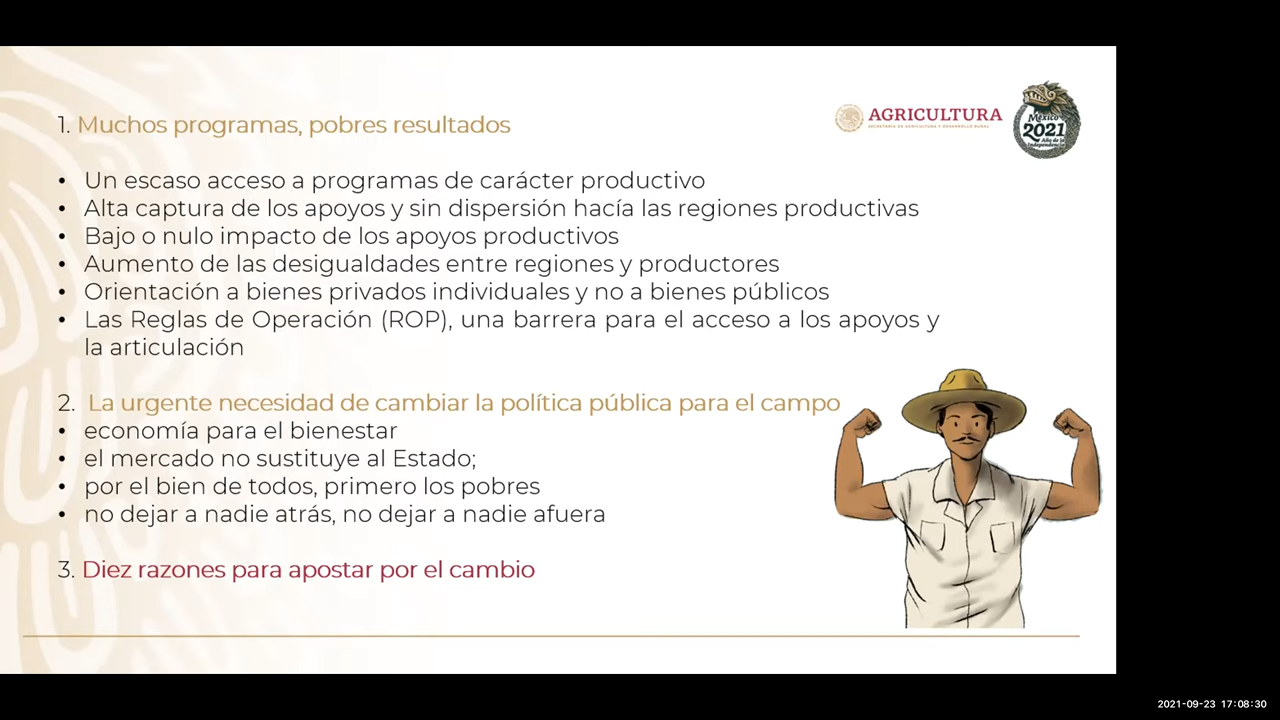 1. Muchos programas, pobres resultados
AGRICULTURA
SECRETARÍA DE AGRICULTURA Y DESARROLLO RURAL
México
2021
Año de la
Independencia
• Un escaso acceso a programas de carácter productivo
• Alta captura de los apoyos y sin dispersión hacía las regiones productivas
• Bajo o nulo impacto de los apoyos productivos
• Aumento de las desigualdades entre regiones y productores
• Orientación a bienes privados individuales y no a bienes públicos
• Las Reglas de Operación (ROP), una barrera para el acceso a los apoyos y
la articulación
2. La urgente necesidad de cambiar la política pública para el campo
• economía para el bienestar
• el mercado no sustituye al Estado;
• por el bien de todos, primero los pobres
• no dejar a nadie atrás, no dejar a nadie afuera
3. Diez razones para apostar por el cambio
2021-09-23 17:08:30